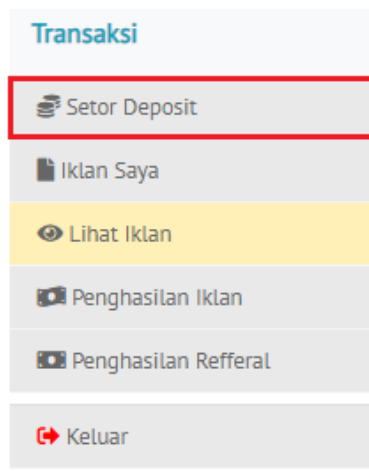 Transaksi
Setor Deposit
Iklan Saya
Lihat Iklan
Penghasilan Iklan
Penghasilan Refferal
Keluar